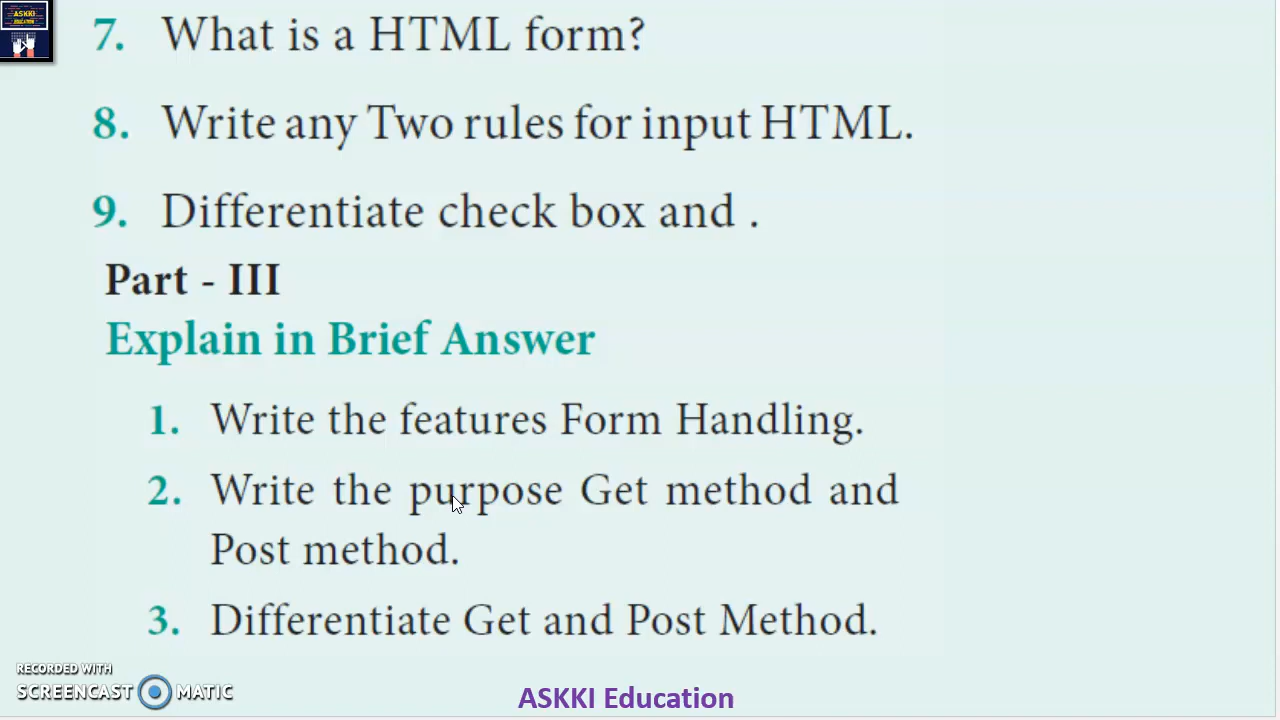 ASKKI
EDUCATION
7. What is a HTML form?
8. Write any Two rules for input HTML.
9. Differentiate check box and .
Part - III
Explain in Brief Answer
1. Write the features Form Handling.
2. Write the purpose Get method and
Post method.
3. Differentiate Get and Post Method.
RECORDED WITH
SCREENCAST MATIC
ASKKI Education